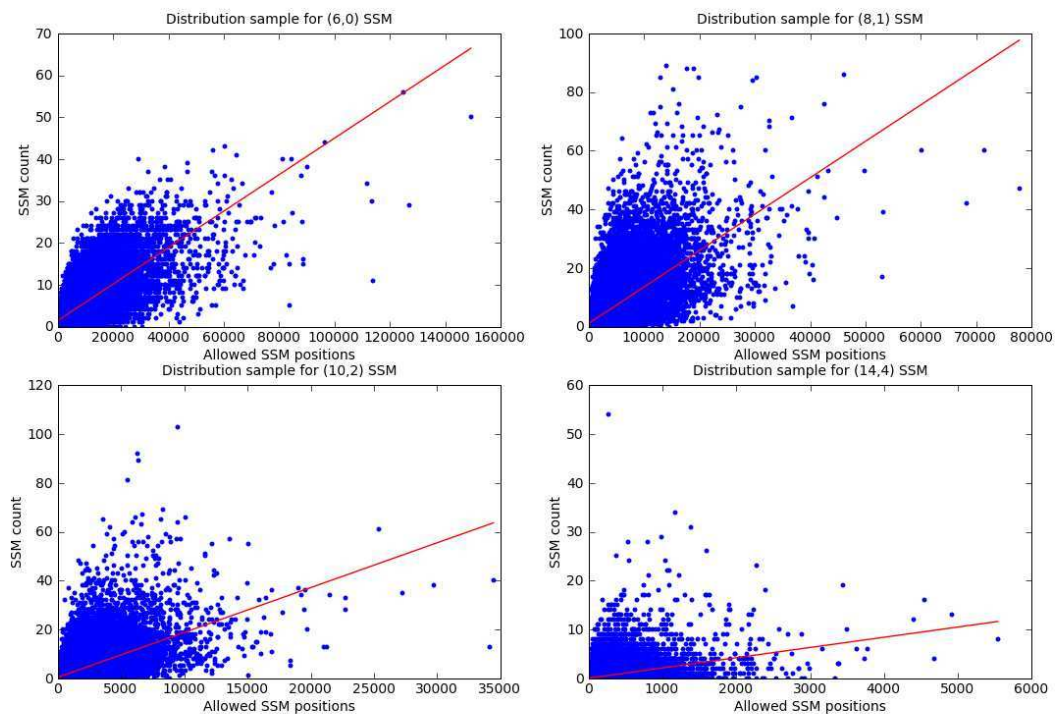 Distribution sample for (6,0) SSM
70
60
50
40
30
20
10
0
SSM count
0 20000 40000 60000 80000 100000 120000 140000 160000
Allowed SSM positions
Distribution sample for (8,1) SSM
100
80
60
40
20
0
SSM count
0 10000 20000 30000 40000 50000 60000 70000 80000
Allowed SSM positions
Distribution sample for (10,2) SSM
120
100
80
60
40
20
0
SSM count
0 5000 10000 15000 20000 25000 30000 35000
Allowed SSM positions
Distribution sample for (14,4) SSM
60
50
40
30
20
10
0
SSM count
0 1000 2000 3000 4000 5000 6000
Allowed SSM positions